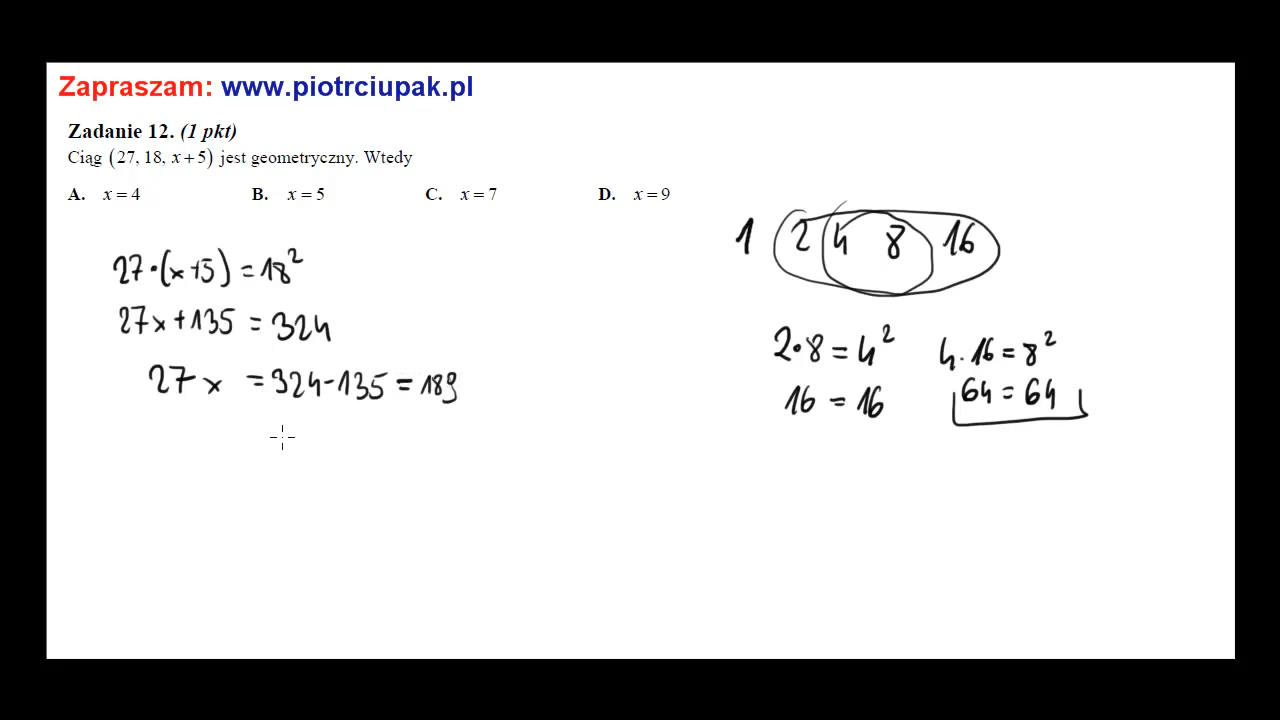 Zapraszam: www.piotrciupak.pl
Zadanie 12. (1 pkt)
Ciąg (27, 18, x+5) jest geometryczny. Wtedy
A. x = 4 B. x = 5 C. x = 7 D. x = 9
1 2 4 8 16
27·(x+5) = 18²
27x+135 = 324
27x = 324-135 = 189
2·8 = 4² 4·16 = 8²
16 = 16 64 = 64